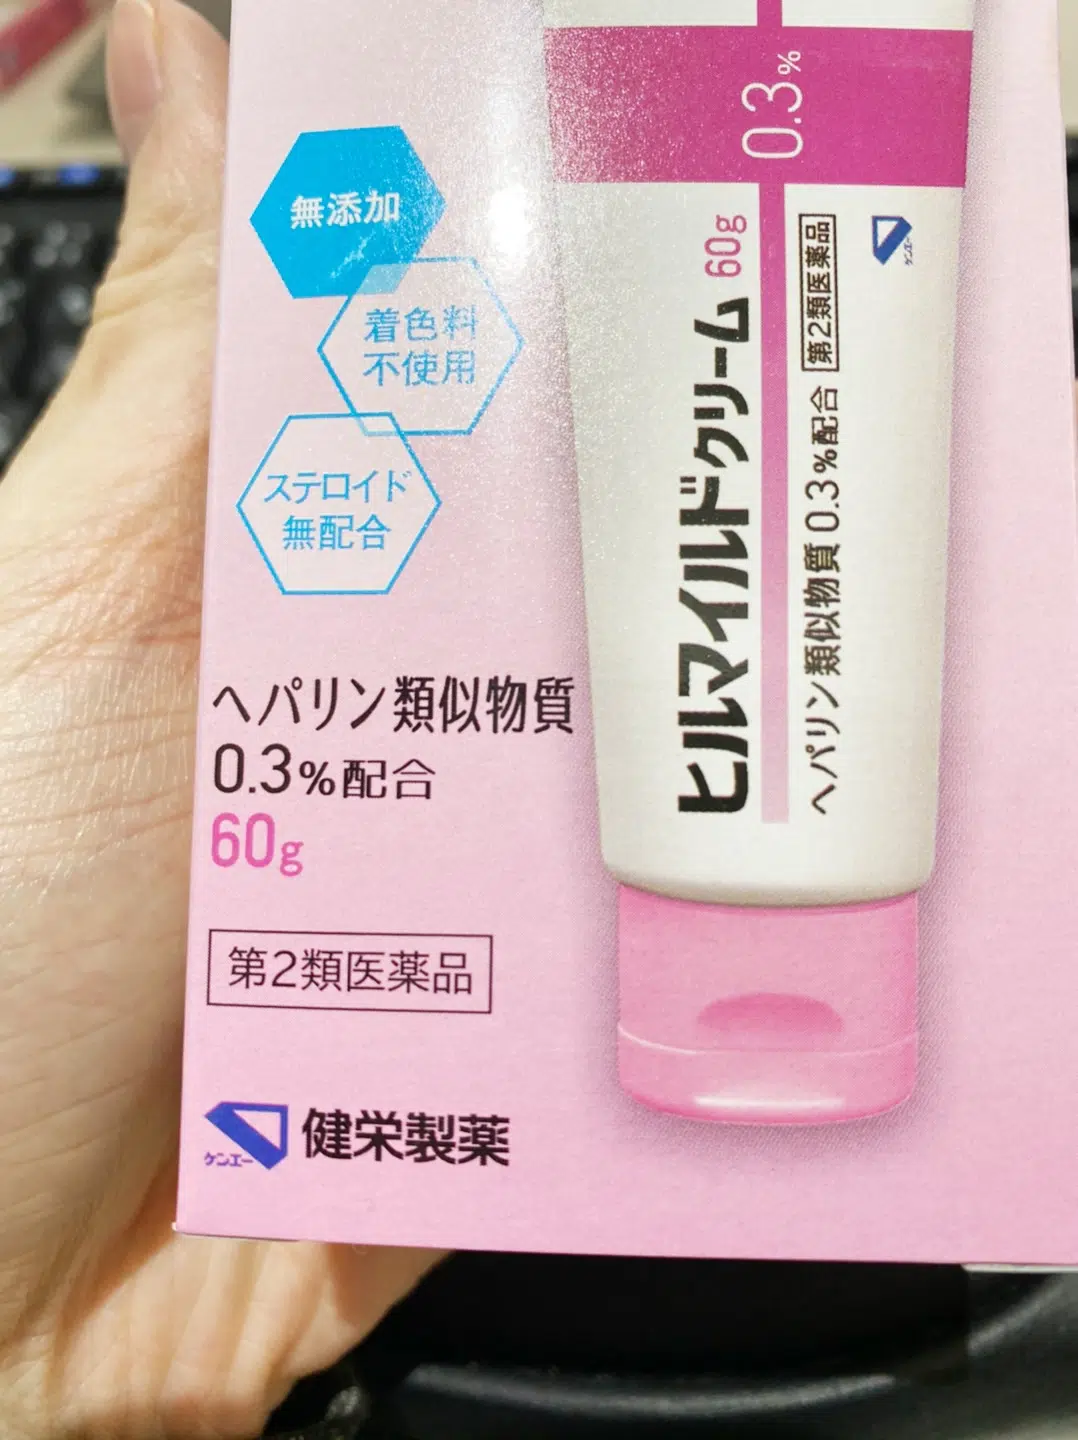 無添加
着色料
不使用
ステロイド
無配合
ヘパリン類似物質
0.3%配合
60g
第2類医薬品
ケンエー
健栄製薬
0.3%
ヒルマイルドクリーム 60g
ヘパリン類似物質 0.3%配合 第2類医薬品
ケンエー